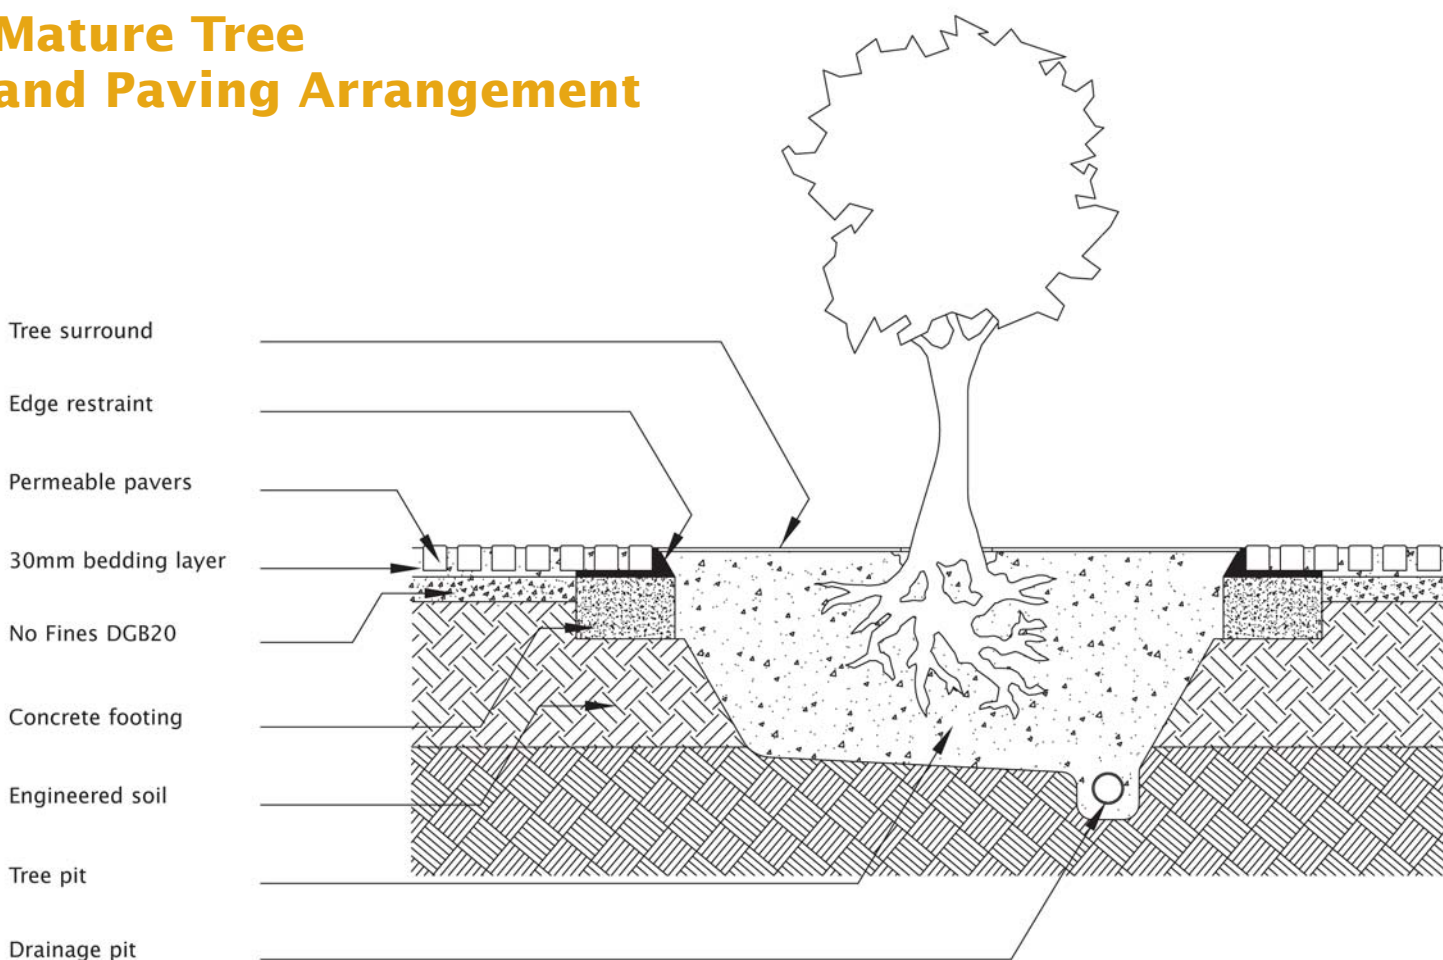 Mature Tree
and Paving Arrangement
Tree surround
Edge restraint
Permeable pavers
30mm bedding layer
No Fines DGB20
Concrete footing
Engineered soil
Tree pit
Drainage pit